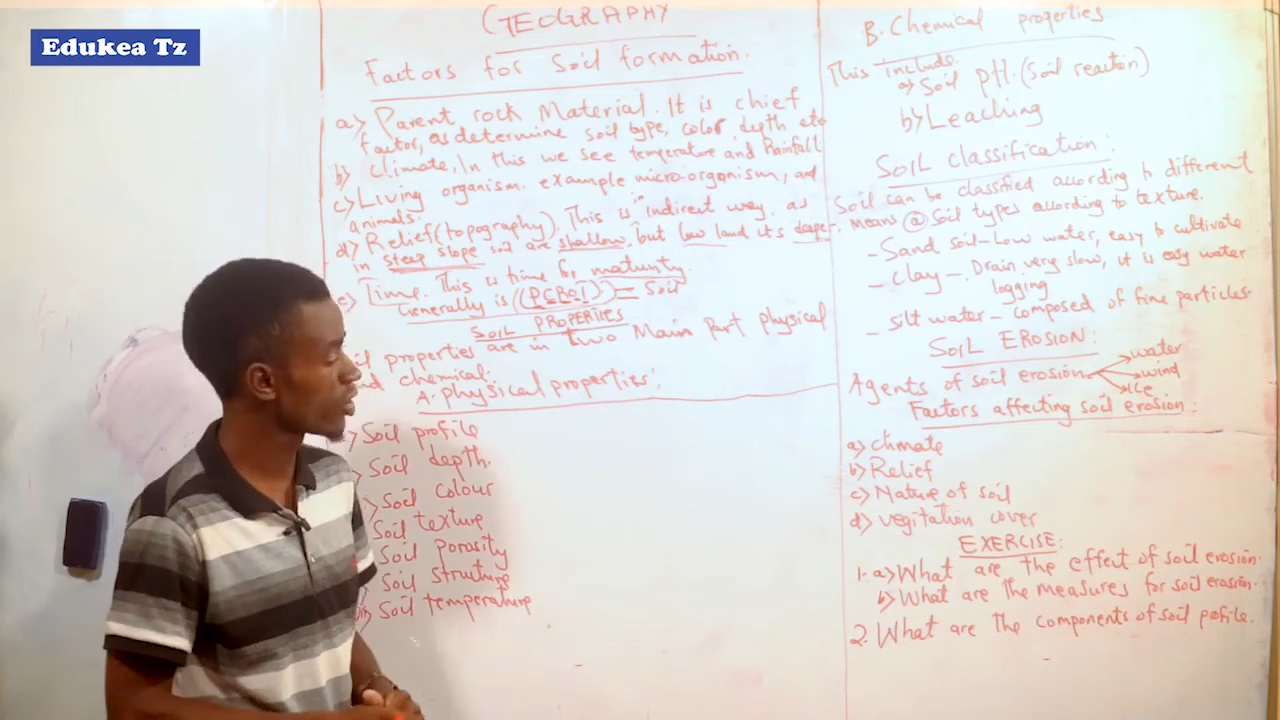 Edukea Tz
GEOGRAPHY
Factors for Soil formation.
a) Parent rock Material. It is chief
factor, as determine soil type, color, depth etc
b) Climate, In this we see temperature and Rainfall
c) Living organism. example micro-organism, and
animals.
d) Relief (topography). This is "indirect way, as
in steep slope soil are shallow, but low land it's deeper.
e) Time. This is time for maturity.
Generally is (PCROT) = Soil
SOIL PROPERTIES
properties are in two Main Part physical
chemical.
A. physical properties:
Soil profile
Soil depth.
Soil colour
Soil texture
Soil porosity
Soil struture
Soil temperature
B. Chemical properties
This include.
a) Soil pH. (Soil reaction)
b) Leaching
SOIL classification:
Soil can be classified according to different
means @ Soil types according to texture.
- Sand soil - Low water, easy to cultivate
- Clay - Drain very slow, it is easy water
logging
- Silt water - composed of fine particles
SOIL EROSION:
Agents of soil erosion water
wind
Ice
Factors affecting soil erosion:
a) climate
b) Relief
c) Nature of soil
d) vegitation cover
EXERCISE:
1. a) What are the effect of soil erosion.
b) What are the measures for soil erosion.
2. What are the components of soil profile.